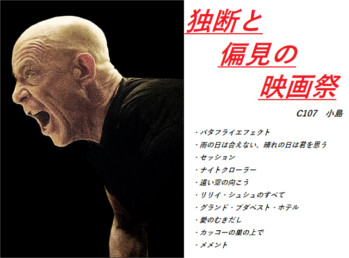 独断と
偏見の
映画祭
C107 小島
・バタフライエフェクト
・雨の日は会えない、晴れの日は君を思う
・セッション
・ナイトクローラー
・遠い空の向こう
・リリイ・シュシュのすべて
・グランド・ブダペスト・ホテル
・愛のむきだし
・カッコーの巣の上で
・メメント